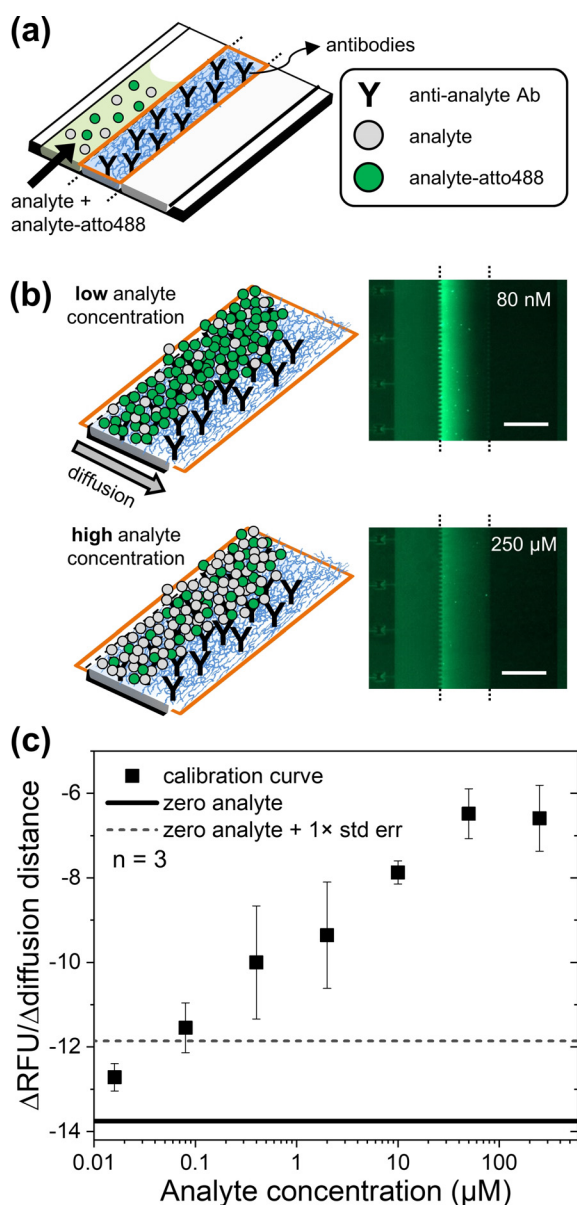 (a)
antibodies
anti-analyte Ab
analyte
analyte-atto488
analyte +
analyte-atto488
(b)
low analyte
concentration
80 nM
diffusion
high analyte
concentration
250 µM
(c)
calibration curve
zero analyte
zero analyte + 1× std err
n = 3
ΔRFU/Δdiffusion distance
-6
-8
-10
-12
-14
0.01
0.1
1
10
100
Analyte concentration (µM)